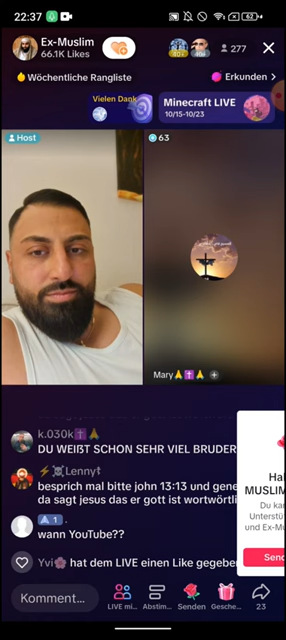 22:37
62
Ex-Muslim
66.1K Likes
277
Wöchentliche Rangliste
Erkunden >
Vielen Dank
Minecraft LIVE
10/15-10/23
Host
63
Mary
k.030k
DU WEIßT SCHON SEHR VIEL BRUDER
Lenny
besprich mal bitte john 13:13 und gene
da sagt jesus das er gott ist wortwörtli
1 .
wann YouTube??
Yvi hat dem LIVE einen Like gegeben
Hal
MUSLIM
Du ka
Unterstü
und Ex-Mu
Send
Komment...
LIVE mi...
Abstim...
Senden
Gesche...
23